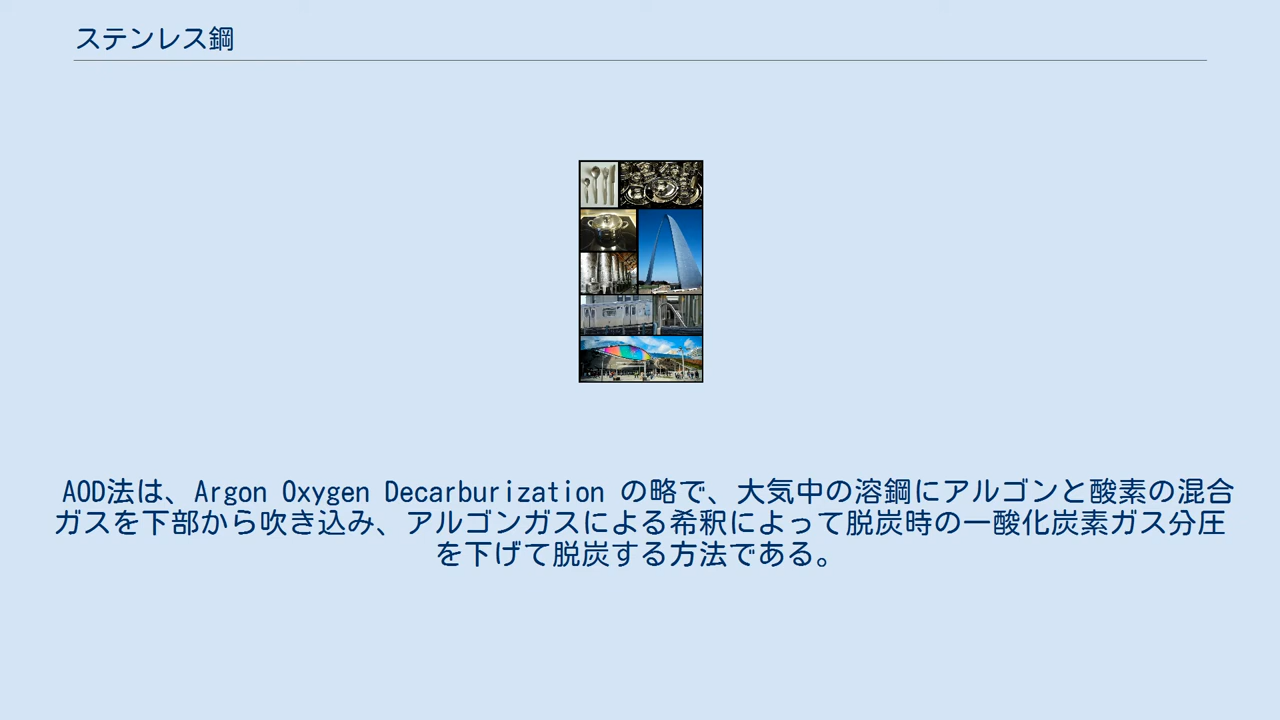 ステンレス鋼
AOD法は、Argon Oxygen Decarburization の略で、大気中の溶鋼にアルゴンと酸素の混合
ガスを下部から吹き込み、アルゴンガスによる希釈によって脱炭時の一酸化炭素ガス分圧
を下げて脱炭する方法である。